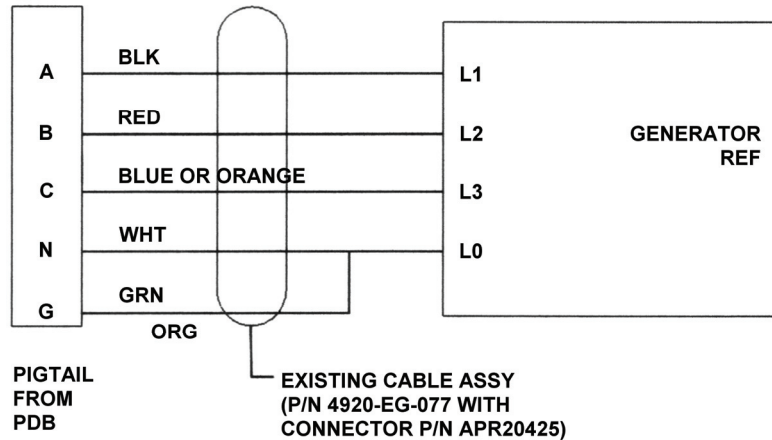 A BLK L1
B RED L2 GENERATOR
REF
C BLUE OR ORANGE L3
N WHT L0
G GRN
ORG
PIGTAIL
FROM
PDB
EXISTING CABLE ASSY
(P/N 4920-EG-077 WITH
CONNECTOR P/N APR20425)